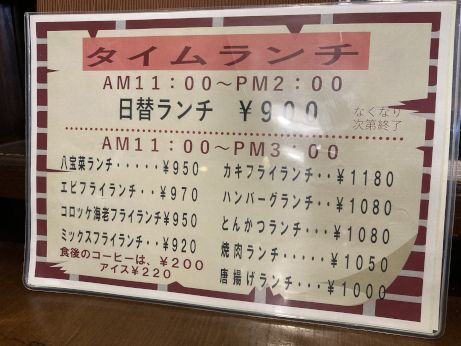 タイムランチ
AM11:00〜PM2:00
日替ランチ ¥900
なくなり
次第終了
AM11:00〜PM3:00
八宝菜ランチ・・・・・¥950
エビフライランチ・・・¥970
コロッケ海老フライランチ¥950
ミックスフライランチ・・・¥920
食後のコーヒーは、¥200
アイス¥220
カキフライランチ・・¥1180
ハンバーグランチ・・¥1080
とんかつランチ・・・¥1080
焼肉ランチ・・・・・¥1050
唐揚げランチ・・・・¥1000